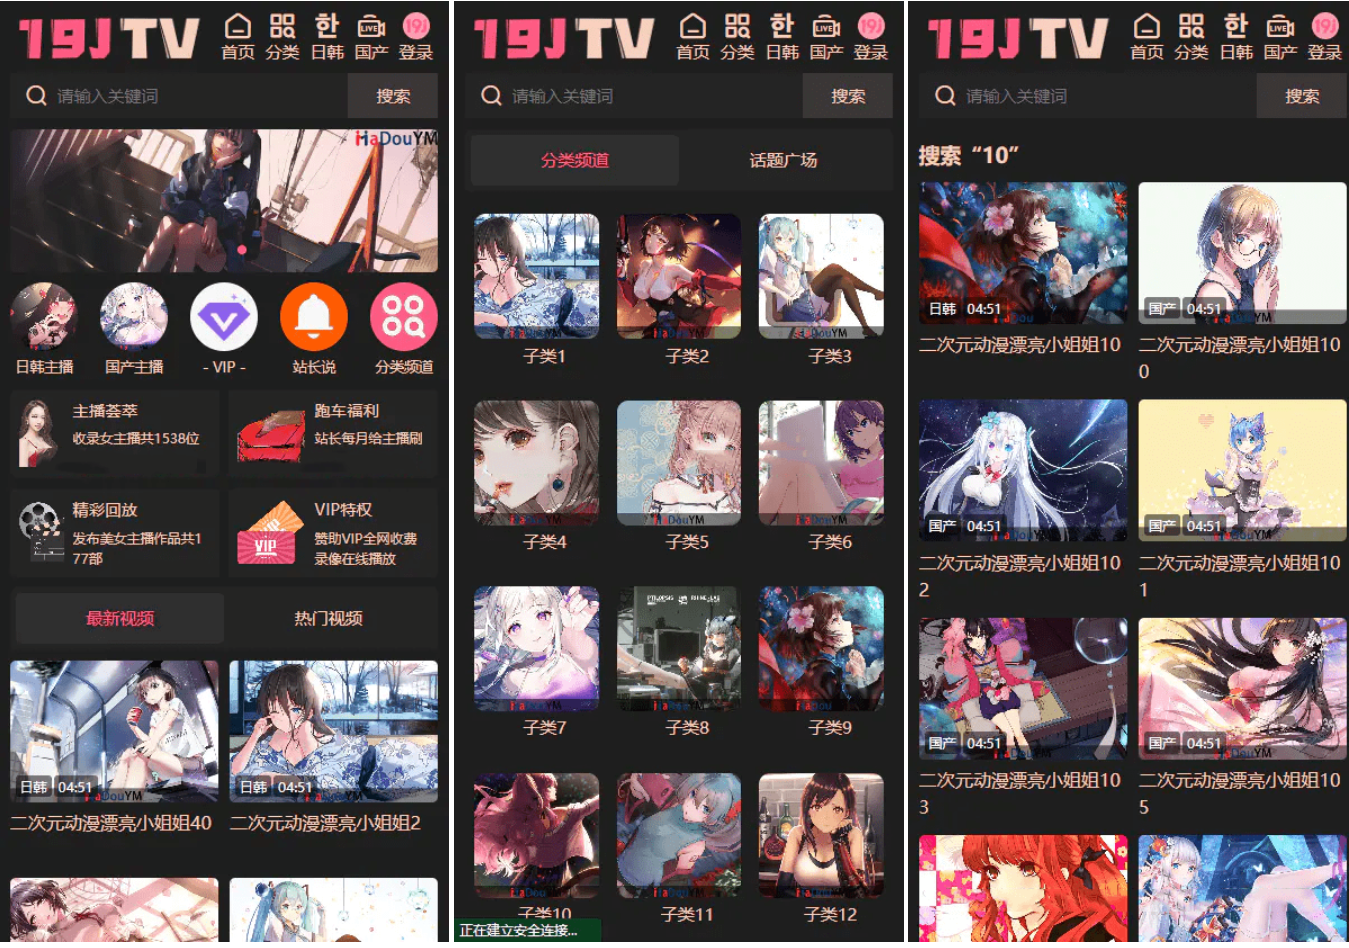 19J TV
首页 分类 日韩 国产 登录
请输入关键词 搜索
HaDouYM
日韩主播 国产主播 - VIP - 站长说 分类频道
主播荟萃
收录女主播共1538位
跑车福利
站长每月给主播刷
精彩回放
发布美女主播作品共1
77部
VIP
VIP特权
赞助VIP全网收费
录像在线播放
最新视频 热门视频
日韩 04:51
日韩 04:51
二次元动漫漂亮小姐姐40 二次元动漫漂亮小姐姐2
19J TV
首页 分类 日韩 国产 登录
请输入关键词 搜索
分类频道 话题广场
子类1 子类2 子类3
子类4 子类5 子类6
子类7 子类8 子类9
子类10 子类11 子类12
正在建立安全连接...
19J TV
首页 分类 日韩 国产 登录
请输入关键词 搜索
搜索 “10”
日韩 04:51
国产 04:51
二次元动漫漂亮小姐姐10
二次元动漫漂亮小姐姐10
0
国产 04:51
国产 04:51
二次元动漫漂亮小姐姐10
2
二次元动漫漂亮小姐姐10
1
国产 04:51
国产 04:51
二次元动漫漂亮小姐姐10
3
二次元动漫漂亮小姐姐10
5